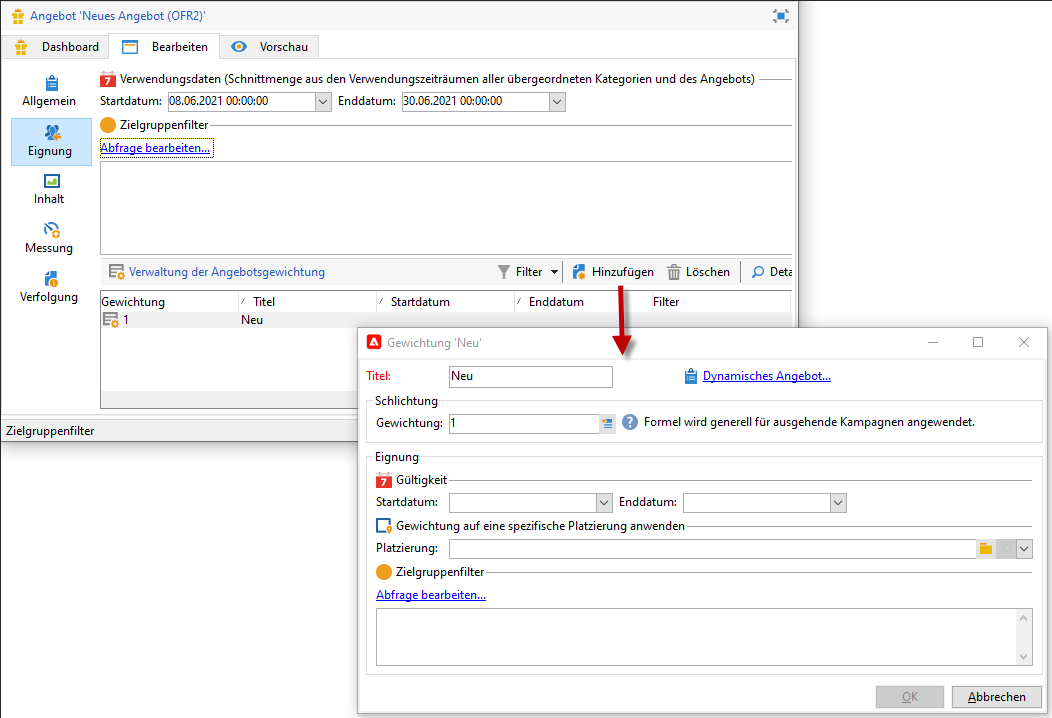 Angebot 'Neues Angebot (OFR2)'
Dashboard Bearbeiten Vorschau
Allgemein
Eignung
Inhalt
Messung
Verfolgung
7 Verwendungsdaten (Schnittmenge aus den Verwendungszeiträumen aller übergeordneten Kategorien und des Angebots)
Startdatum: 08.06.2021 00:00:00 Enddatum: 30.06.2021 00:00:00
Zielgruppenfilter
Abfrage bearbeiten...
Verwaltung der Angebotsgewichtung Filter Hinzufügen Löschen Deta
Gewichtung Titel Startdatum Enddatum Filter
1 Neu
Zielgruppenfilter
Gewichtung 'Neu'
Titel: Neu Dynamisches Angebot...
Schlichtung
Gewichtung: 1 ? Formel wird generell für ausgehende Kampagnen angewendet.
Eignung
7 Gültigkeit
Startdatum: Enddatum:
Gewichtung auf eine spezifische Platzierung anwenden
Platzierung:
Zielgruppenfilter
Abfrage bearbeiten...
OK Abbrechen